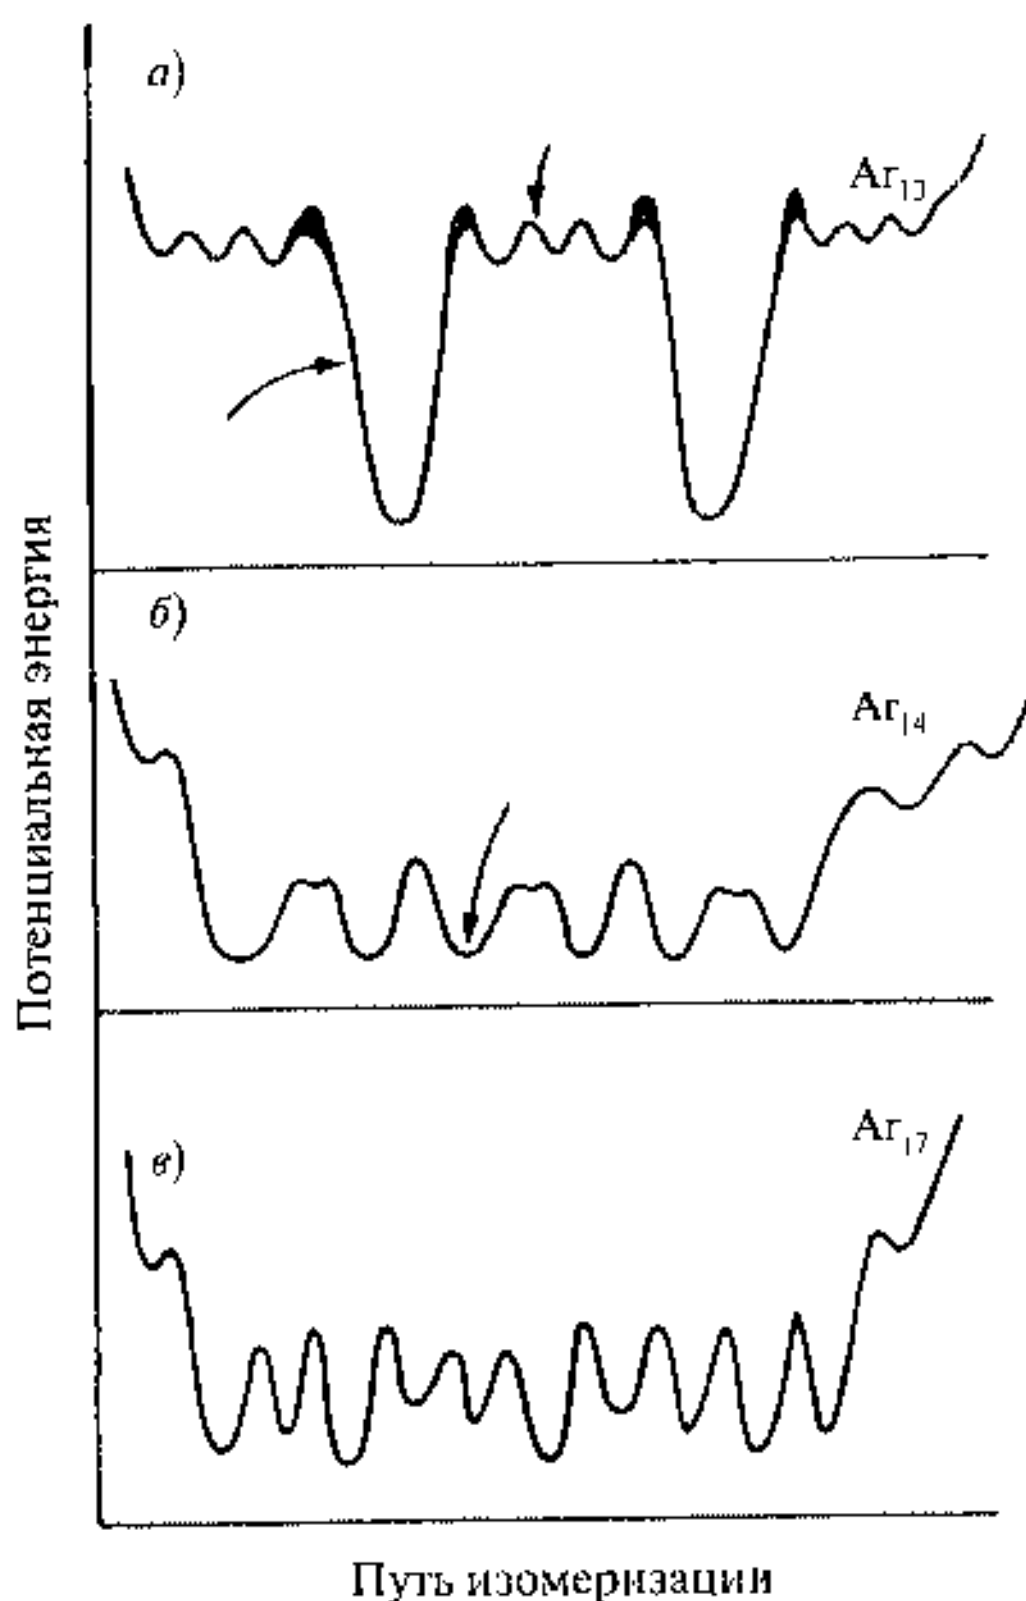 а)
Ar₁₃
б)
Ar₁₄
в)
Ar₁₇
Потенциальная энергия
Путь изомеризации